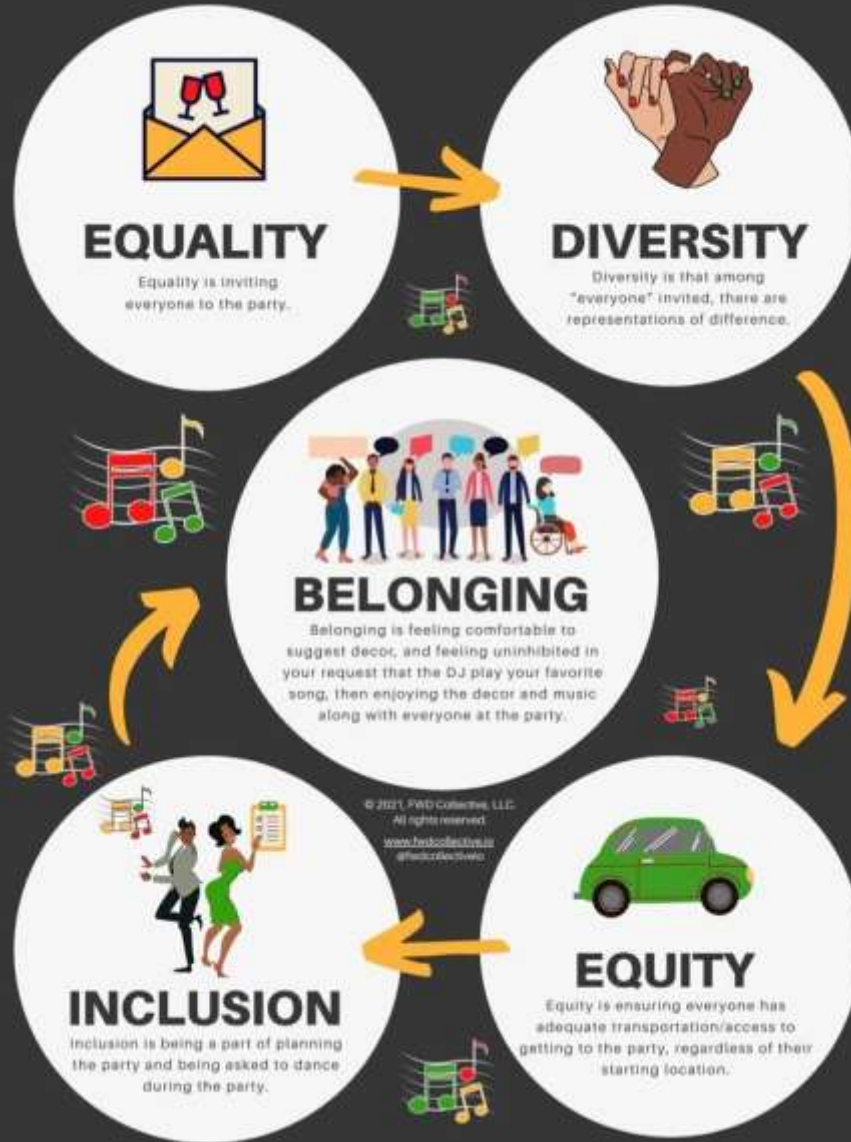 EQUALITY
Equality is inviting
everyone to the party.
DIVERSITY
Diversity is that among
"everyone" invited, there are
representations of difference.
BELONGING
Belonging is feeling comfortable to
suggest decor, and feeling uninhibited in
your request that the DJ play your favorite
song, then enjoying the decor and music
along with everyone at the party.
© 2021, FWD Collective, LLC.
All rights reserved.
www.fwdcollective.io
@fwdcollectiveio
INCLUSION
Inclusion is being a part of planning
the party and being asked to dance
during the party.
EQUITY
Equity is ensuring everyone has
adequate transportation/access to
getting to the party, regardless of their
starting location.